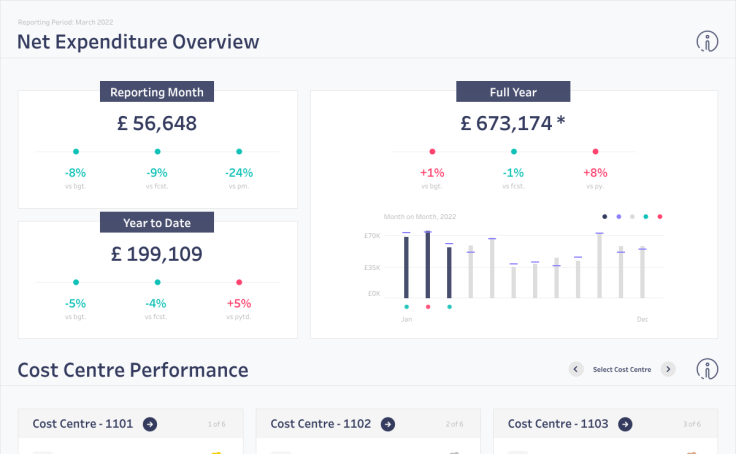 Reporting Period: March 2022
Net Expenditure Overview
Reporting Month
£ 56,648
-8% -9% -24%
vs bgt. vs fcst. vs pm.
Year to Date
£ 199,109
-5% -4% +5%
vs bgt. vs fcst. vs pytd.
Full Year
£ 673,174 *
+1% -1% +8%
vs bgt. vs fcst. vs py.
Month on Month, 2022
£70K
£35K
£0K
Jan Dec
Cost Centre Performance
Select Cost Centre
Cost Centre - 1101 1 of 6
Cost Centre - 1102 2 of 6
Cost Centre - 1103 3 of 6